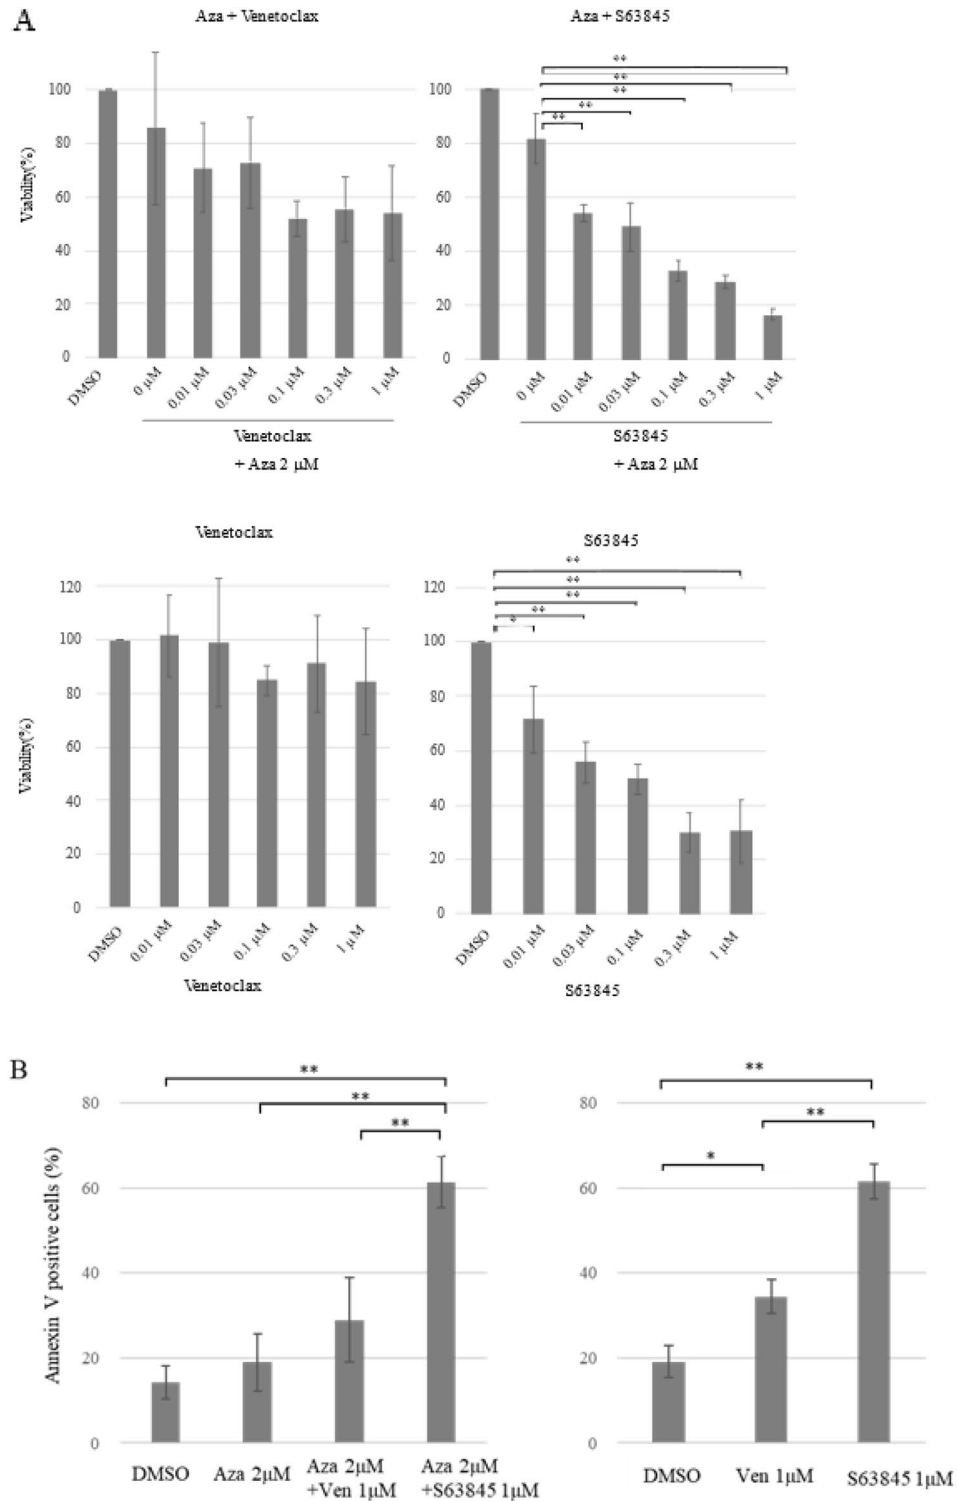 A
Aza + Venetoclax
Viability(%)
100
80
60
40
20
0
DMSO
0 µM
0.01 µM
0.03 µM
0.1 µM
0.3 µM
1 µM
Venetoclax
+ Aza 2 µM
Aza + S63845
**
**
**
**
**
100
80
60
40
20
0
DMSO
0 µM
0.01 µM
0.03 µM
0.1 µM
0.3 µM
1 µM
S63845
+ Aza 2 µM
Venetoclax
Viability(%)
120
100
80
60
40
20
0
DMSO
0.01 µM
0.03 µM
0.1 µM
0.3 µM
1 µM
Venetoclax
S63845
**
**
**
**
*
120
100
80
60
40
20
0
DMSO
0.01 µM
0.03 µM
0.1 µM
0.3 µM
1 µM
S63845
B
Annexin V positive cells (%)
**
**
**
80
60
40
20
0
DMSO
Aza 2µM
Aza 2µM
+Ven 1µM
Aza 2µM
+S63845 1µM
**
**
*
80
60
40
20
0
DMSO
Ven 1µM
S63845 1µM